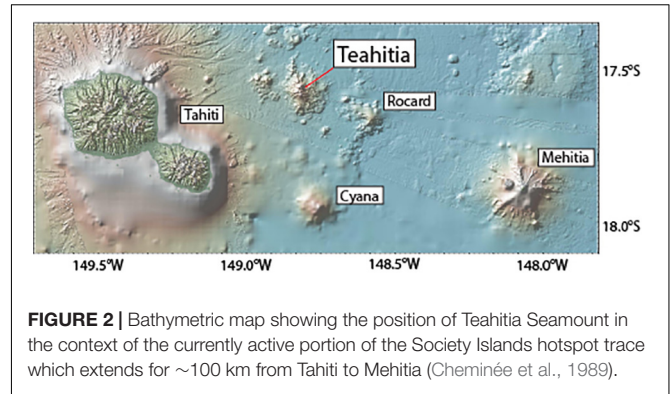 Teahitia
17.5°S
Rocard
Tahiti
Mehitia
Cyana
18.0°S
149.5°W 149.0°W 148.5°W 148.0°W
FIGURE 2 | Bathymetric map showing the position of Teahitia Seamount in
the context of the currently active portion of the Society Islands hotspot trace
which extends for ∼100 km from Tahiti to Mehitia (Cheminée et al., 1989).